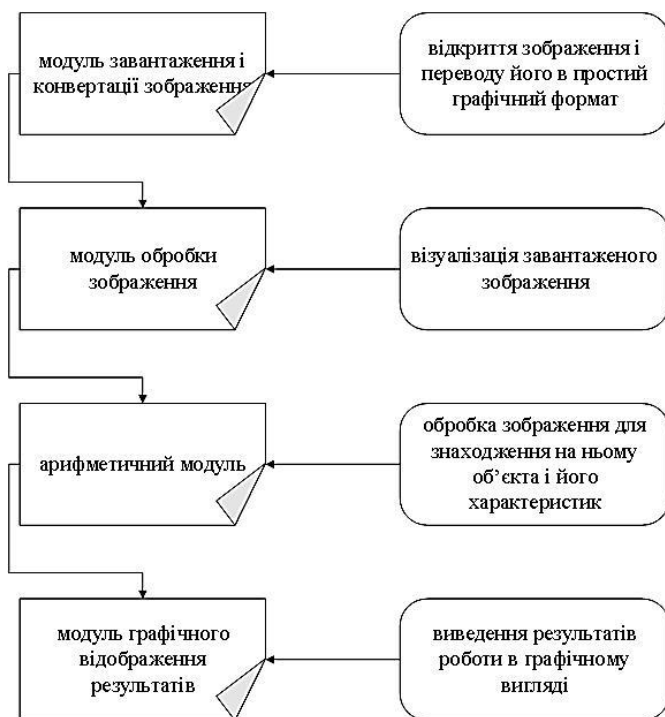 модуль завантаження і
конвертації зображення
відкриття зображення і
переводу його в простий
графічний формат
модуль обробки
зображення
візуалізація завантаженого
зображення
арифметичний модуль
обробка зображення для
знаходження на ньому
об’єкта і його
характеристик
модуль графічного
відображення
результатів
виведення результатів
роботи в графічному
вигляді